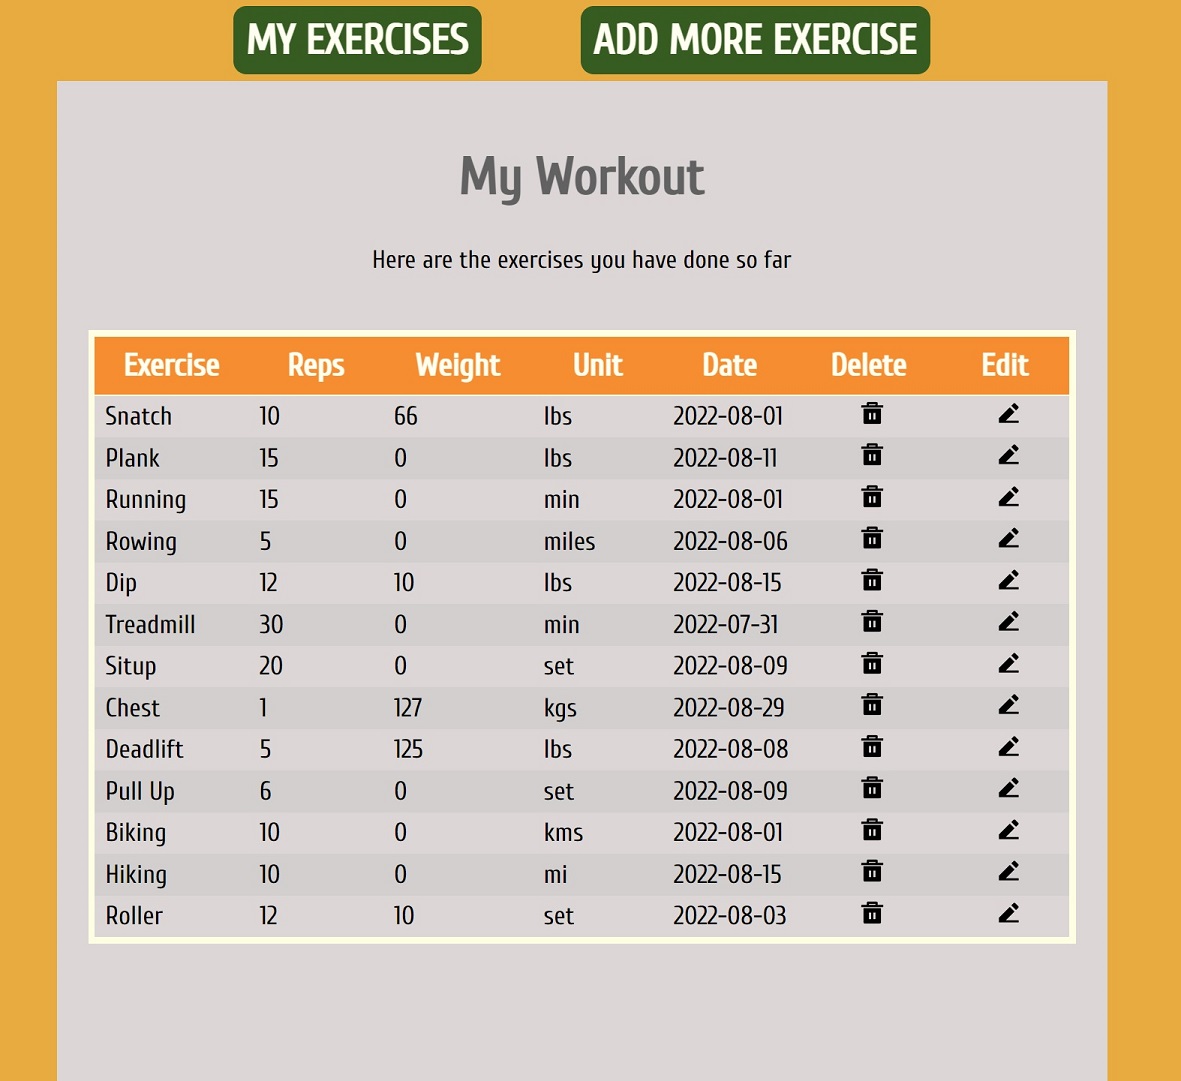 MY EXERCISES ADD MORE EXERCISE
My Workout
Here are the exercises you have done so far
Exercise Reps Weight Unit Date Delete Edit
Snatch 10 66 lbs 2022-08-01
Plank 15 0 lbs 2022-08-11
Running 15 0 min 2022-08-01
Rowing 5 0 miles 2022-08-06
Dip 12 10 lbs 2022-08-15
Treadmill 30 0 min 2022-07-31
Situp 20 0 set 2022-08-09
Chest 1 127 kgs 2022-08-29
Deadlift 5 125 lbs 2022-08-08
Pull Up 6 0 set 2022-08-09
Biking 10 0 kms 2022-08-01
Hiking 10 0 mi 2022-08-15
Roller 12 10 set 2022-08-03